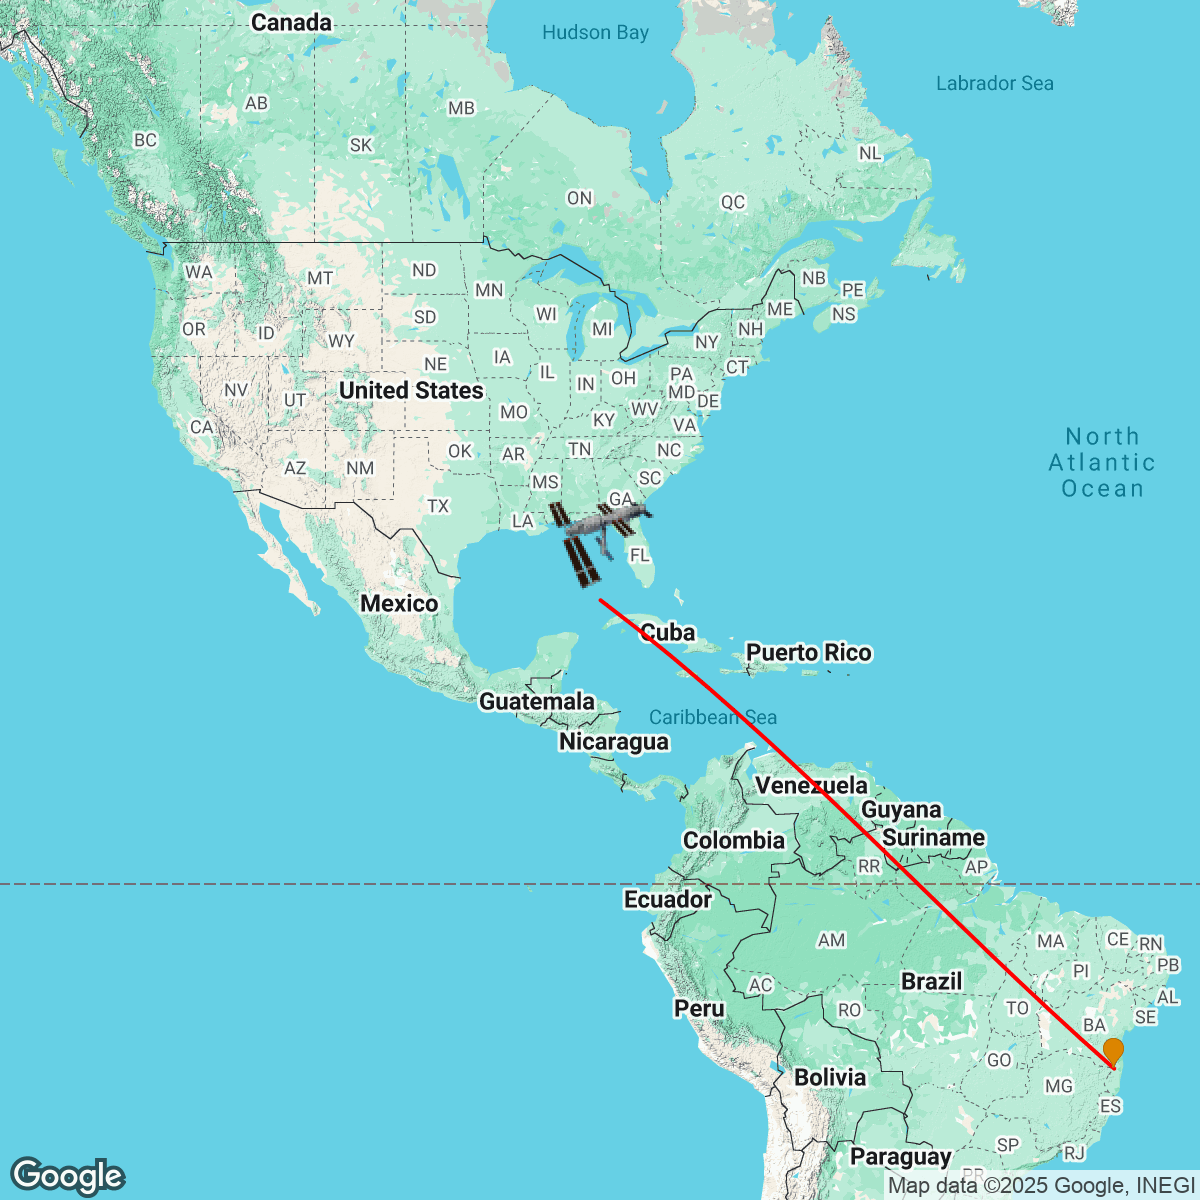 Canada
Hudson Bay
Labrador Sea
AB
MB
BC
SK
NL
ON
QC
WA
MT
ND
MN
NB
PE
ME
NS
OR
ID
WY
SD
WI
MI
NH
NY
NE
IA
IL
IN
OH
PA
CT
NV
UT
United States
MO
KY
WV
MD
DE
CA
VA
North
Atlantic
Ocean
AZ
NM
OK
AR
TN
NC
MS
SC
TX
LA
GA
FL
Mexico
Cuba
Puerto Rico
Guatemala
Caribbean Sea
Nicaragua
Venezuela
Guyana
Colombia
Suriname
RR
AP
Ecuador
AM
MA
CE
RN
PI
PB
AC
Brazil
AL
Peru
RO
TO
BA
SE
GO
Bolivia
MG
ES
SP
RJ
Paraguay
PR
Google
Map data ©2025 Google, INEGI